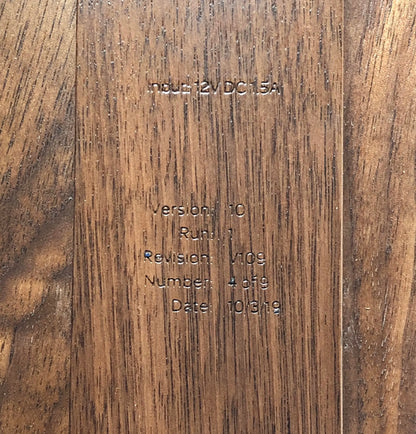 Input: 12V DC 1.5A
Version: 10
Run: 1
Revision: V109
Number: 4 of 9
Date: 10/3/19